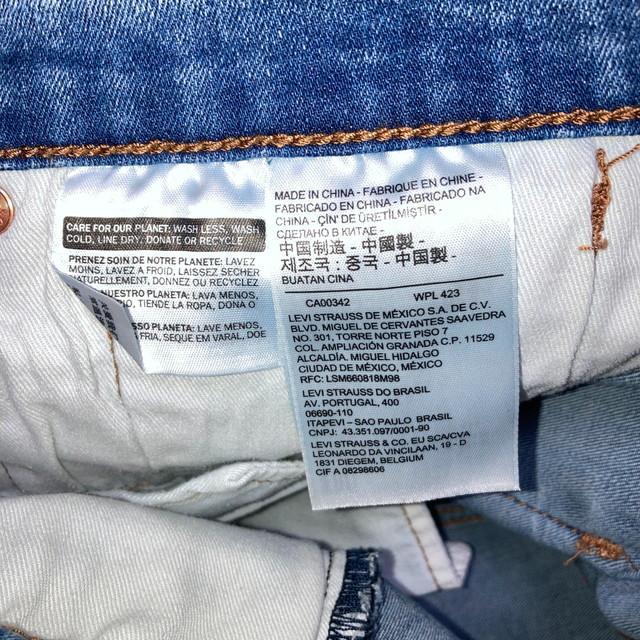 CARE FOR OUR PLANET: WASH LESS, WASH
COLD, LINE DRY, DONATE OR RECYCLE
PRENEZ SOIN DE NOTRE PLANETE: LAVEZ
MOINS, LAVEZ A FROID, LAISSEZ SECHER
NATURELLEMENT, DONNEZ OU RECYCLEZ
NUESTRO PLANETA: LAVA MENOS,
TIENDE LA ROPA, DONA O
PLANETA: LAVE MENOS,
FRIA, SEQUE EM VARAL, DOE
MADE IN CHINA - FABRIQUE EN CHINE -
FABRICADO EN CHINA - FABRICADO NA
CHINA - ÇİN' DE ÜRETİLMİŞTİR -
СДЕЛАНО В КИТАЕ -
中国制造 - 中國製 -
제조국 : 중국 - 中国製 -
BUATAN CINA
CA00342 WPL 423
LEVI STRAUSS DE MÉXICO S.A. DE C.V.
BLVD. MIGUEL DE CERVANTES SAAVEDRA
NO. 301, TORRE NORTE PISO 7
COL. AMPLIACIÓN GRANADA C.P. 11529
ALCALDÍA. MIGUEL HIDALGO
CIUDAD DE MÉXICO, MÉXICO
RFC: LSM660818M98
LEVI STRAUSS DO BRASIL
AV. PORTUGAL, 400
06690-110
ITAPEVI – SAO PAULO BRASIL
CNPJ: 43.351.097/0001-90
LEVI STRAUSS & CO. EU SCA/CVA
LEONARDO DA VINCILAAN, 19 - D
1831 DIEGEM, BELGIUM
CIF A 08298606